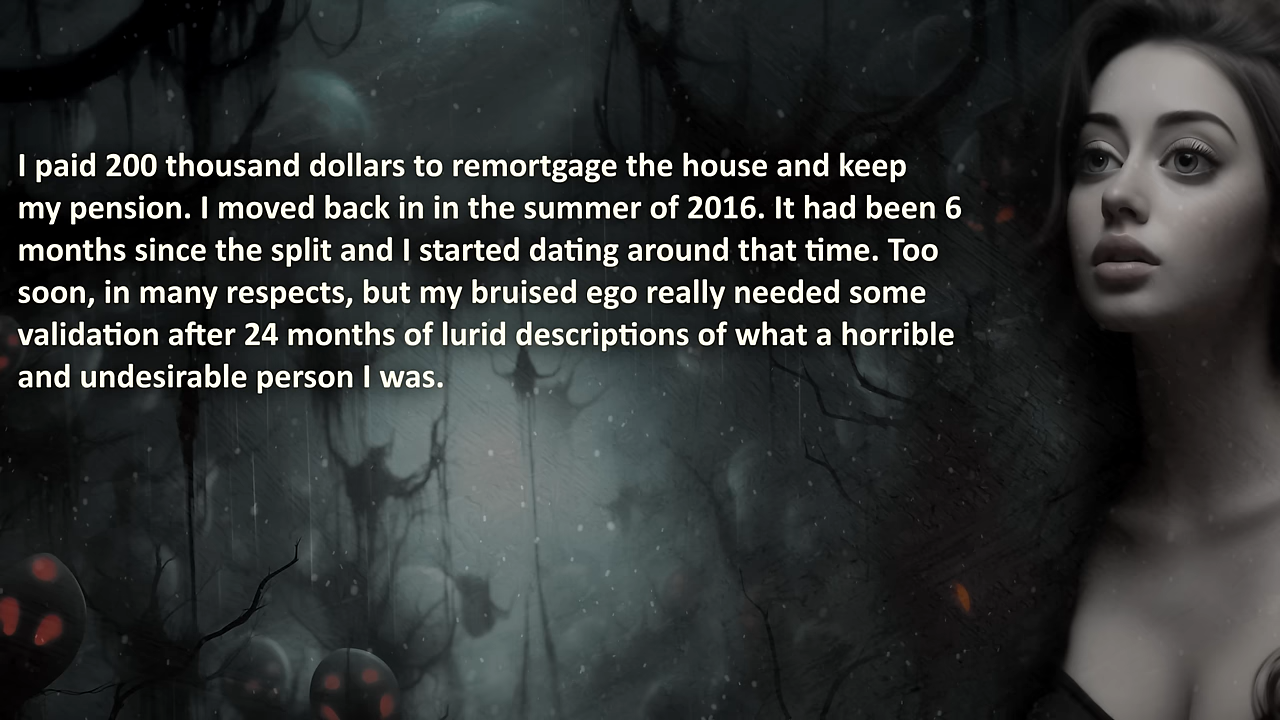 I paid 200 thousand dollars to remortgage the house and keep
my pension. I moved back in in the summer of 2016. It had been 6
months since the split and I started dating around that time. Too
soon, in many respects, but my bruised ego really needed some
validation after 24 months of lurid descriptions of what a horrible
and undesirable person I was.